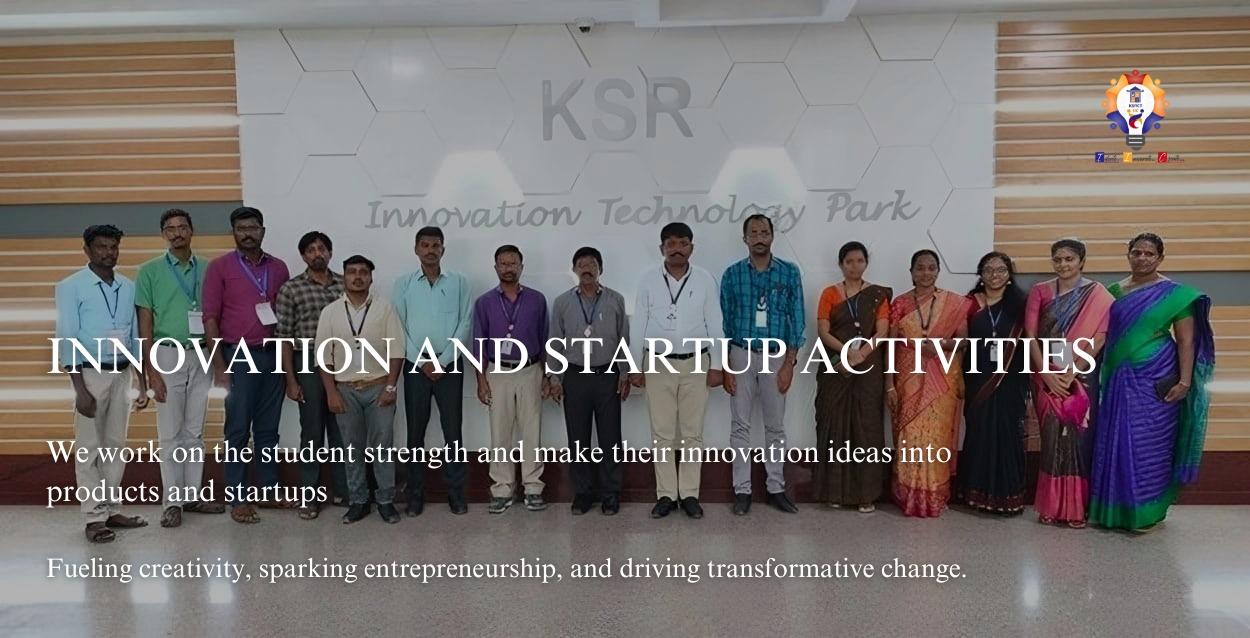 KSR
Innovation Technology Park
INNOVATION AND STARTUP ACTIVITIES
We work on the student strength and make their innovation ideas into
products and startups
Fueling creativity, sparking entrepreneurship, and driving transformative change.